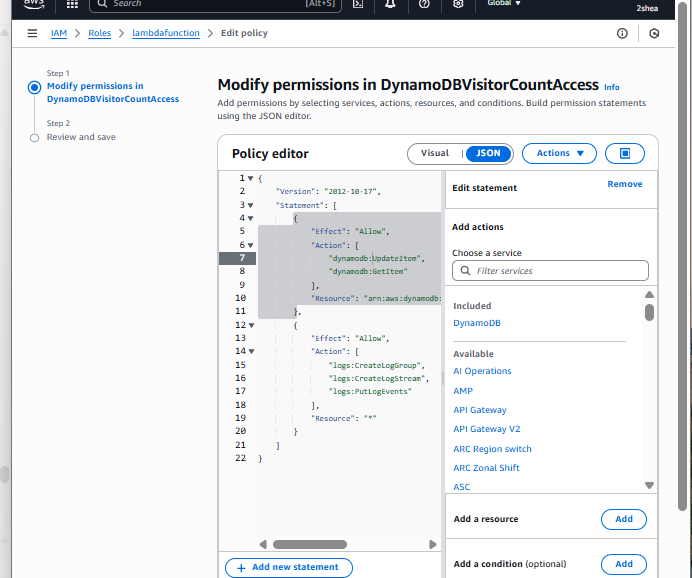 aws
Search
[Alt+S]
Global
2shea
IAM > Roles > lambdafunction > Edit policy
Step 1
Modify permissions in
DynamoDBVisitorCountAccess
Step 2
Review and save
Modify permissions in DynamoDBVisitorCountAccess Info
Add permissions by selecting services, actions, resources, and conditions. Build permission statements
using the JSON editor.
Policy editor
Visual
JSON
Actions
1 {
2 "Version": "2012-10-17",
3 "Statement": [
4 {
5 "Effect": "Allow",
6 "Action": [
7 "dynamodb:UpdateItem",
8 "dynamodb:GetItem"
9 ],
10 "Resource": "arn:aws:dynamodb:
11 },
12 {
13 "Effect": "Allow",
14 "Action": [
15 "logs:CreateLogGroup",
16 "logs:CreateLogStream",
17 "logs:PutLogEvents"
18 ],
19 "Resource": "*"
20 }
21 ]
22 }
+ Add new statement
Edit statement
Remove
Add actions
Choose a service
Filter services
Included
DynamoDB
Available
AI Operations
AMP
API Gateway
API Gateway V2
ARC Region switch
ARC Zonal Shift
ASC
Add a resource
Add
Add a condition (optional)
Add